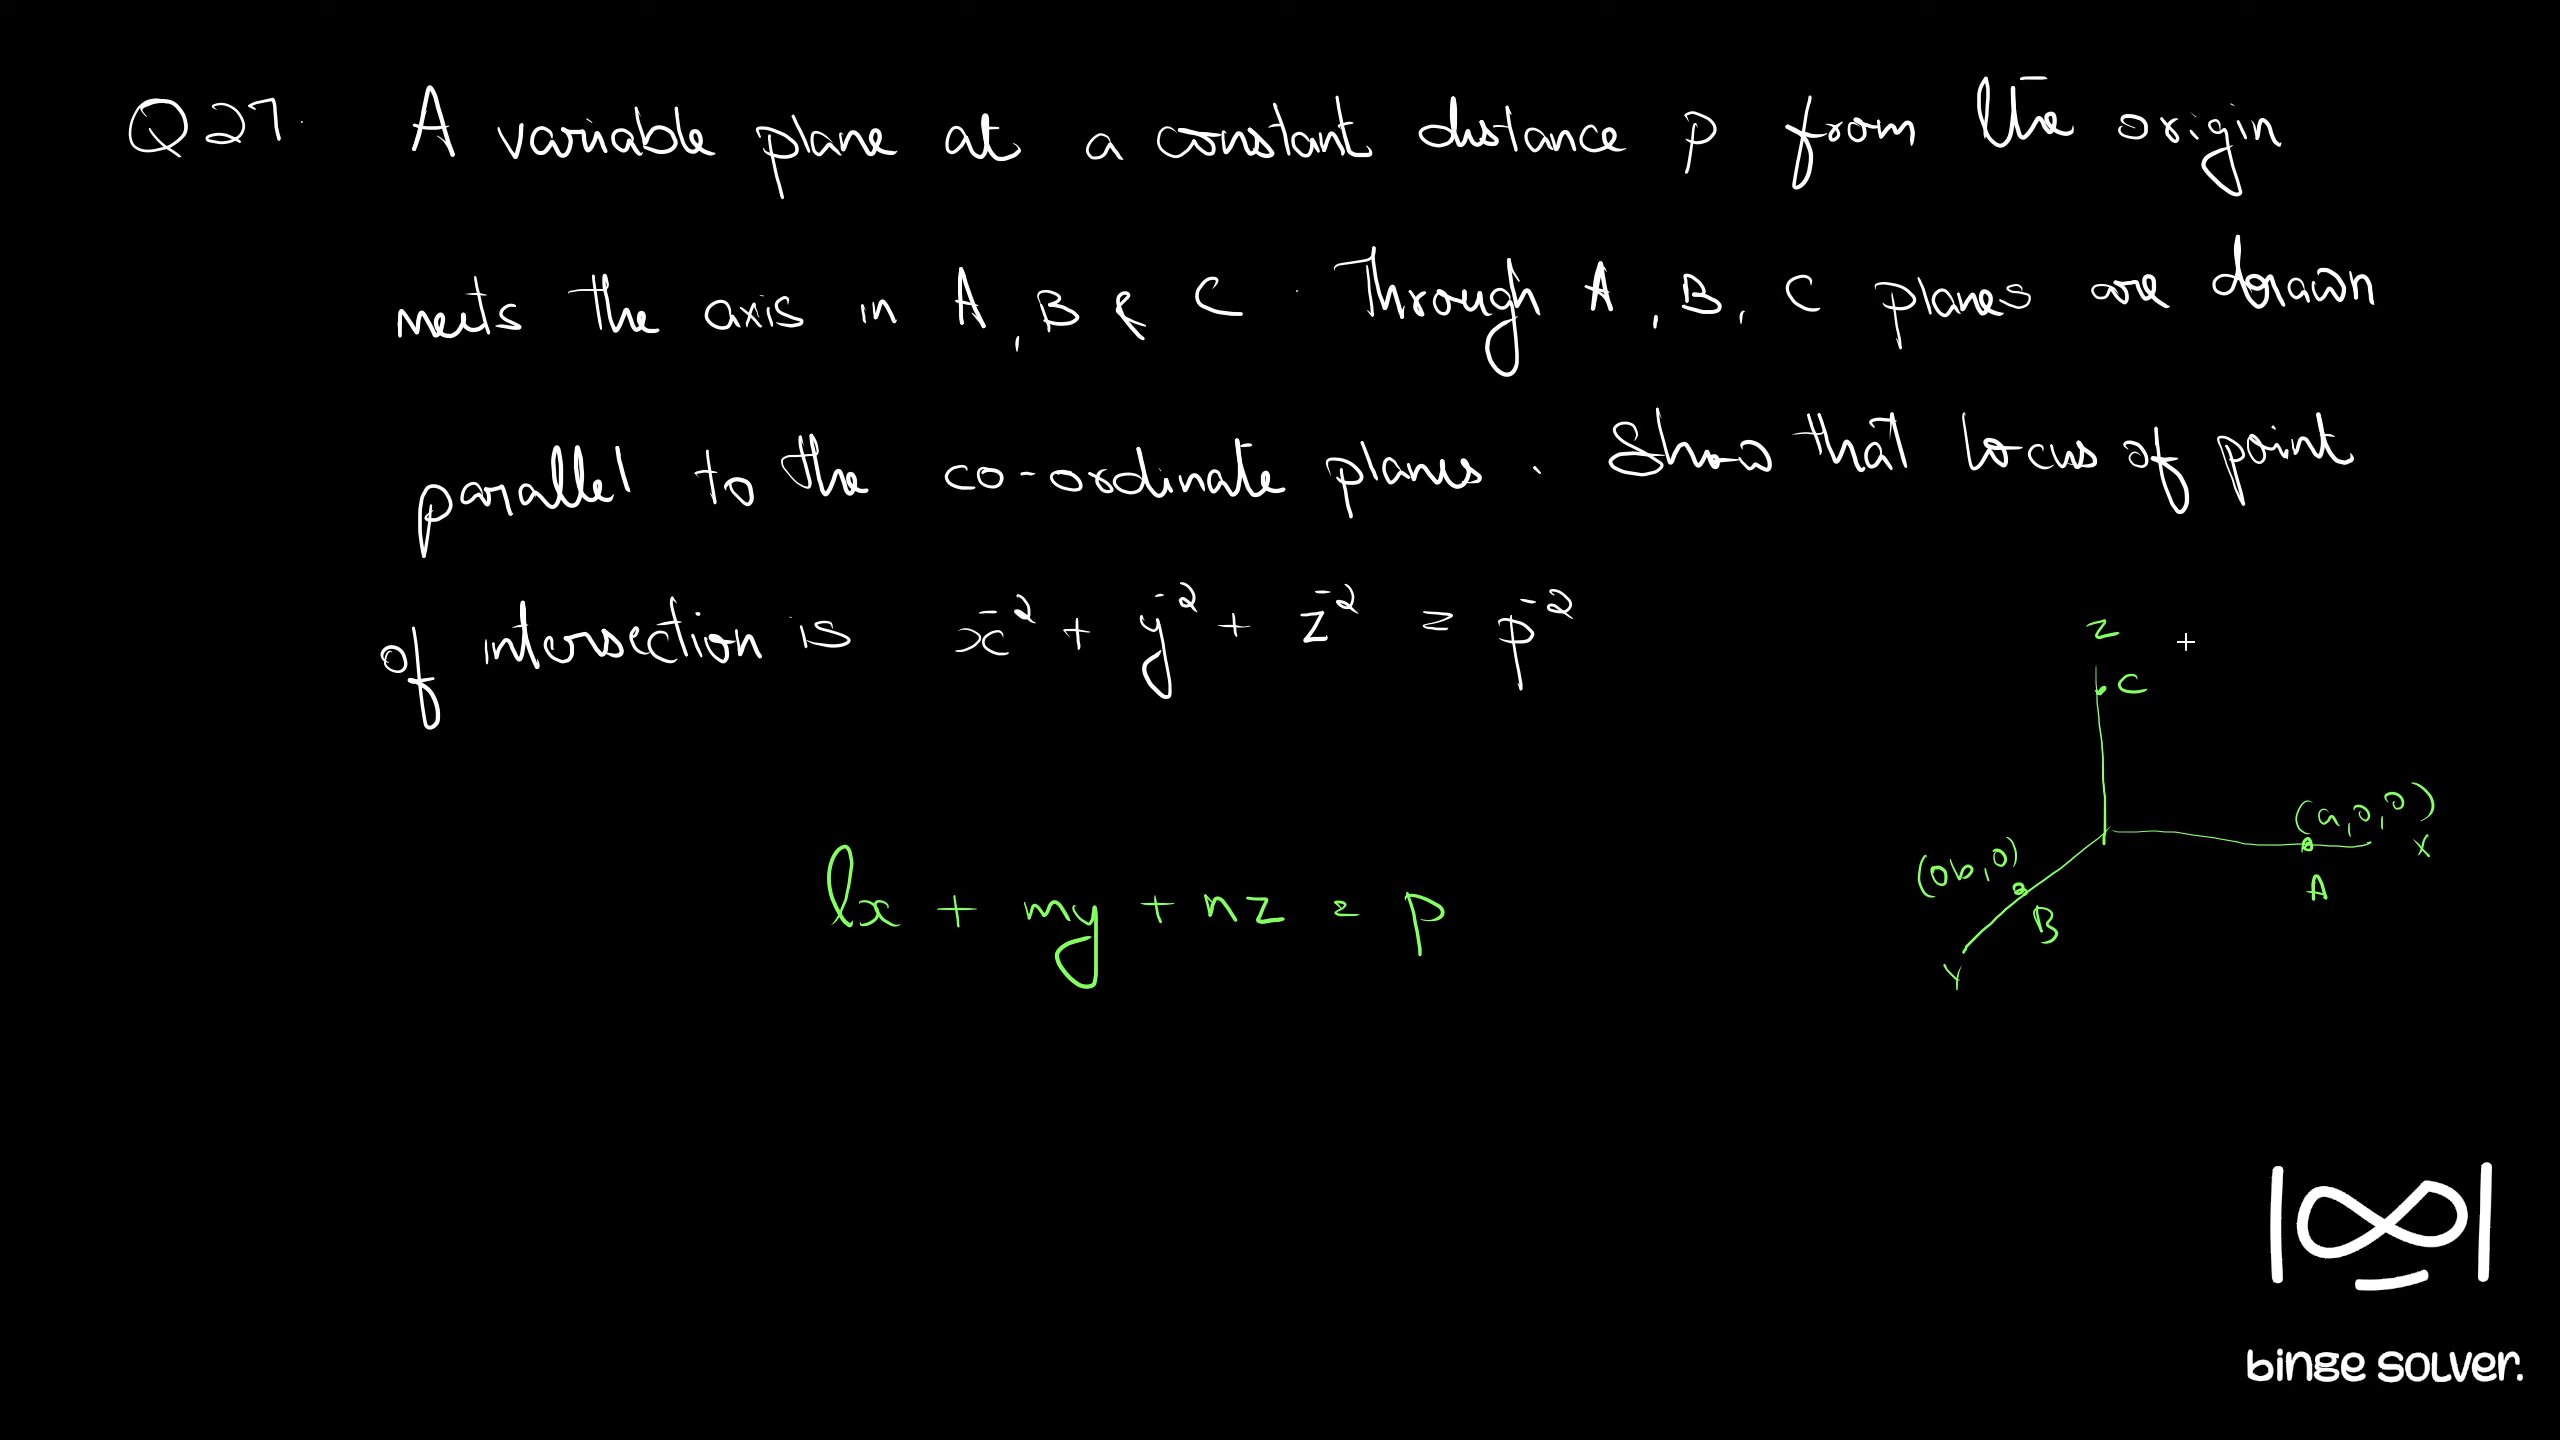 Q27. A variable plane at a constant distance p from the origin
meets the axis in A, B & C. Through A, B, C planes are drawn
parallel to the co-ordinate planes. Show that locus of point
of intersection is x⁻² + y⁻² + z⁻² = p⁻²
z
C
(a,0,0)
X
A
(0b,0)
B
Y
lx + my + nz = p
binge solver.